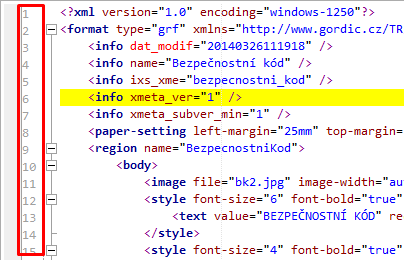 1 <?xml version="1.0" encoding="windows-1250"?>
2 <format type="grf" xmlns="http://www.gordic.cz/TR
3 <info dat_modif="20140326111918" />
4 <info name="Bezpečnostní kód" />
5 <info ixs_xme="bezpecnostni_kod" />
6 <info xmeta_ver="1" />
7 <info xmeta_subver_min="1" />
8 <paper-setting left-margin="25mm" top-margin=
9 <region name="BezpecnostniKod">
10 <body>
11 <image file="bk2.jpg" image-width="au
12 <style font-size="6" font-bold="true"
13 <text value="BEZPEČNOSTNÍ KÓD" re
14 </style>
15 <style font-size="4" font-bold="true"